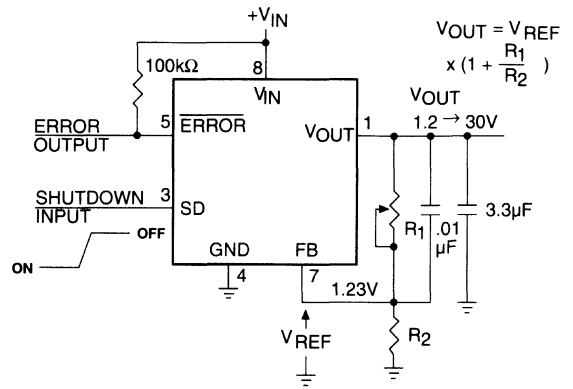 +VIN
VOUT = VREF
x (1 + R1/R2)
100kΩ
8
VIN
VOUT
1.2 → 30V
ERROR
OUTPUT
5
ERROR
VOUT
1
SHUTDOWN
INPUT
3
SD
R1
.01
µF
3.3µF
OFF
ON
GND
FB
4
7
1.23V
VREF
R2